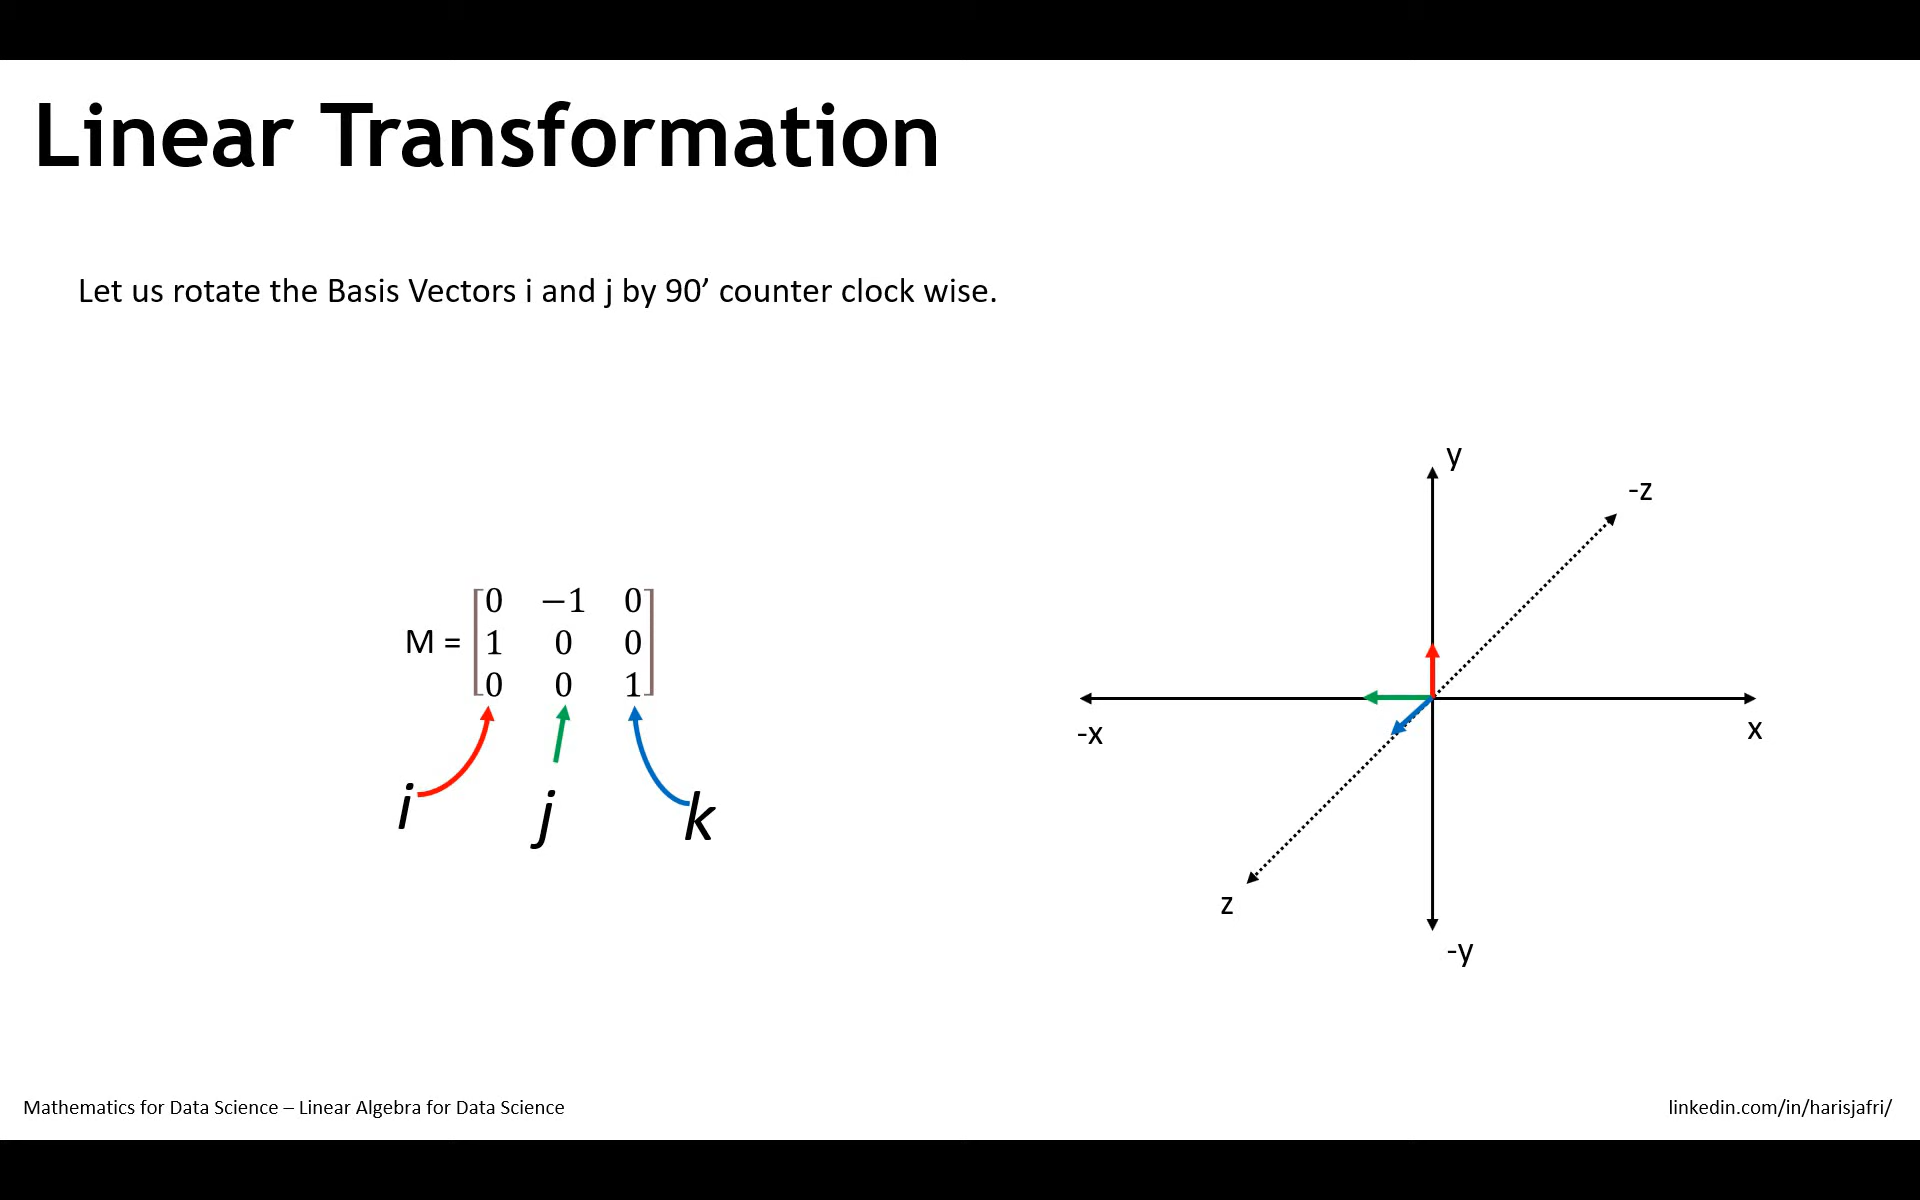 Linear Transformation
Let us rotate the Basis Vectors i and j by 90’ counter clock wise.
M = [0 −1 0
1 0 0
0 0 1]
i j k
y
-z
-x
x
z
-y
Mathematics for Data Science – Linear Algebra for Data Science
linkedin.com/in/harisjafri/